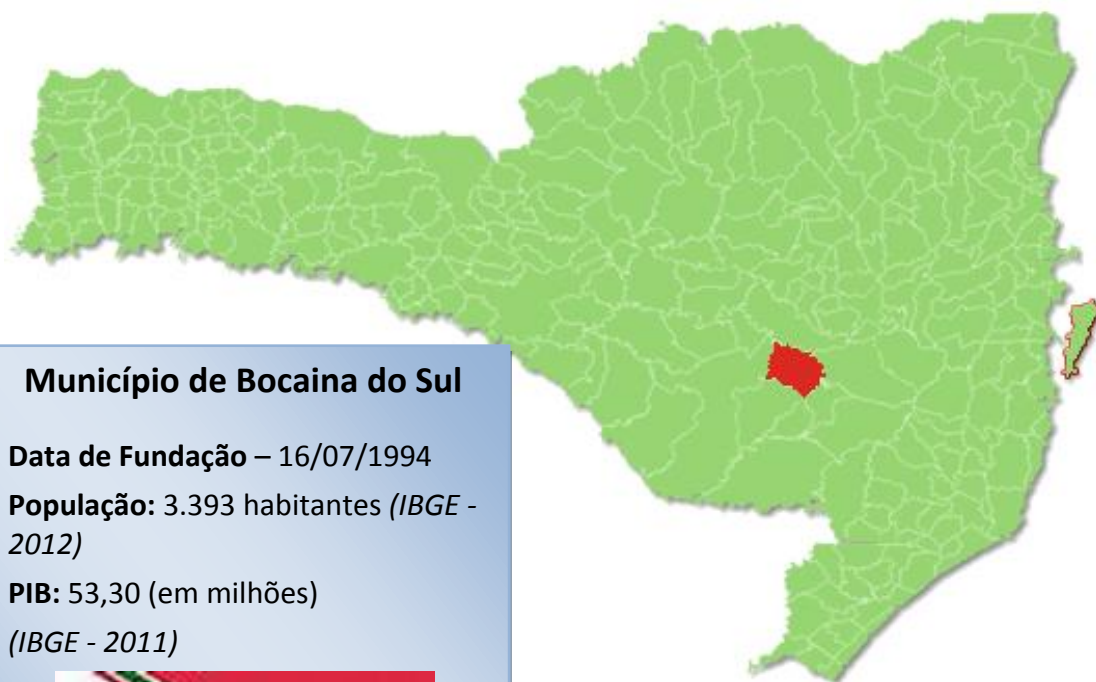 Município de Bocaina do Sul
Data de Fundação – 16/07/1994
População: 3.393 habitantes (IBGE -
2012)
PIB: 53,30 (em milhões)
(IBGE - 2011)